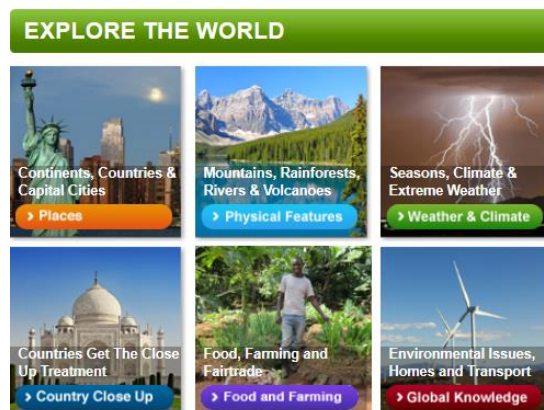 EXPLORE THE WORLD
Continents, Countries &
Capital Cities
› Places
Mountains, Rainforests,
Rivers & Volcanoes
› Physical Features
Seasons, Climate &
Extreme Weather
› Weather & Climate
Countries Get The Close
Up Treatment
› Country Close Up
Food, Farming and
Fairtrade
› Food and Farming
Environmental Issues,
Homes and Transport
› Global Knowledge